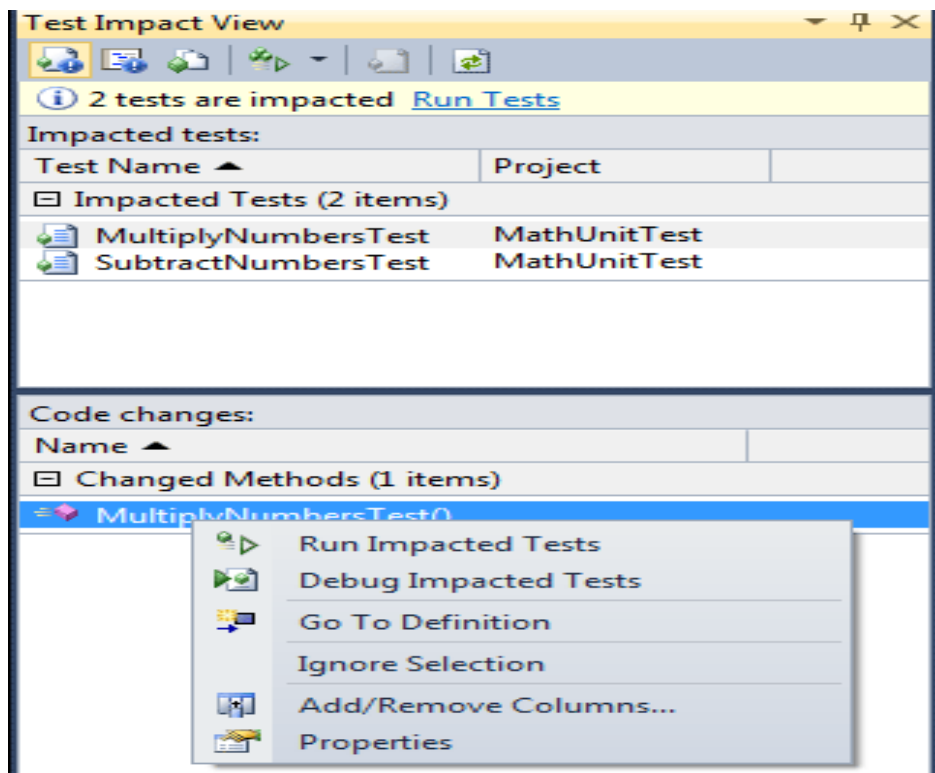 Test Impact View
2 tests are impacted Run Tests
Impacted tests:
Test Name Project
Impacted Tests (2 items)
MultiplyNumbersTest MathUnitTest
SubtractNumbersTest MathUnitTest
Code changes:
Name
Changed Methods (1 items)
MultiplyNumbersTest()
Run Impacted Tests
Debug Impacted Tests
Go To Definition
Ignore Selection
Add/Remove Columns...
Properties